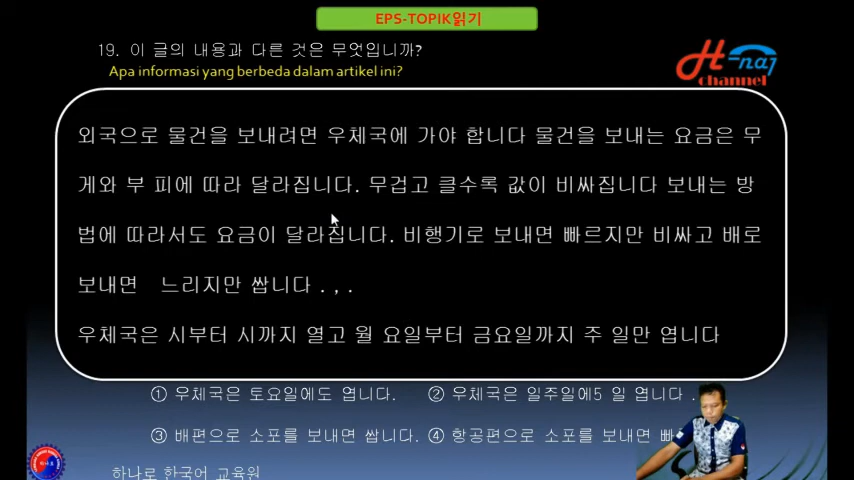 EPS-TOPIK읽기
19. 이 글의 내용과 다른 것은 무엇입니까?
Apa informasi yang berbeda dalam artikel ini?
H-naj
channel
외국으로 물건을 보내려면 우체국에 가야 합니다 물건을 보내는 요금은 무
게와 부 피에 따라 달라집니다. 무겁고 클수록 값이 비싸집니다 보내는 방
법에 따라서도 요금이 달라집니다. 비행기로 보내면 빠르지만 비싸고 배로
보내면 느리지만 쌉니다 . , .
우체국은 시부터 시까지 열고 월 요일부터 금요일까지 주 일만 엽니다
① 우체국은 토요일에도 엽니다. ② 우체국은 일주일에5 일 엽니다 .
③ 배편으로 소포를 보내면 쌉니다. ④ 항공편으로 소포를 보내면
하나로 한국어 교육원